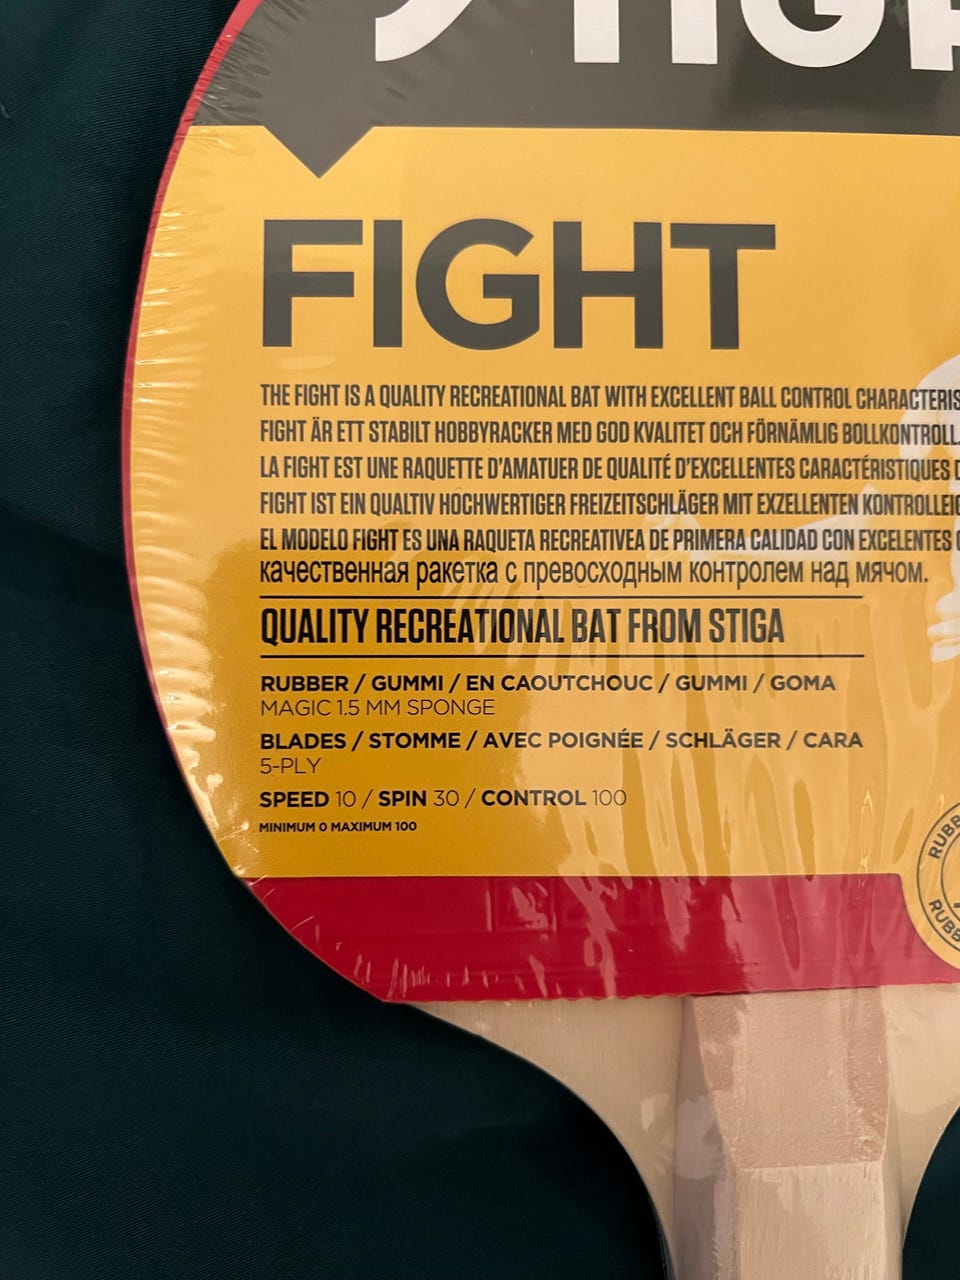 FIGHT
THE FIGHT IS A QUALITY RECREATIONAL BAT WITH EXCELLENT BALL CONTROL
FIGHT ÄR ETT STABILT HOBBYRACKER MED GOD KVALITET OCH FÖRNÄMLIG BOLLKONTROLL.
LA FIGHT EST UNE RAQUETTE D'AMATUER DE QUALITÉ D'EXCELLENTES CARACTÉRISTIQUES
FIGHT IST EIN QUALTIV HOCHWERTIGER FREIZEITSCHLÄGER MIT EXZELLENTEN
EL MODELO FIGHT ES UNA RAQUETA RECREATIVEA DE PRIMERA CALIDAD CON EXCELENTES
качественная ракетка с превосходным контролем над мячом.
QUALITY RECREATIONAL BAT FROM STIGA
RUBBER / GUMMI / EN CAOUTCHOUC / GUMMI / GOMA
MAGIC 1.5 MM SPONGE
BLADES / STOMME / AVEC POIGNÉE / SCHLÄGER / CARA
5-PLY
SPEED 10 / SPIN 30 / CONTROL 100
MINIMUM 0 MAXIMUM 100